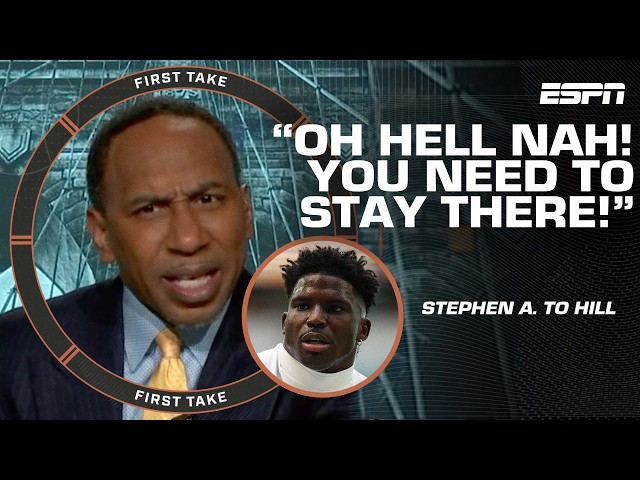 FIRST TAKE
ESPN
“OH HELL NAH!
YOU NEED TO
STAY THERE!”
STEPHEN A. TO HILL
FIRST TAKE